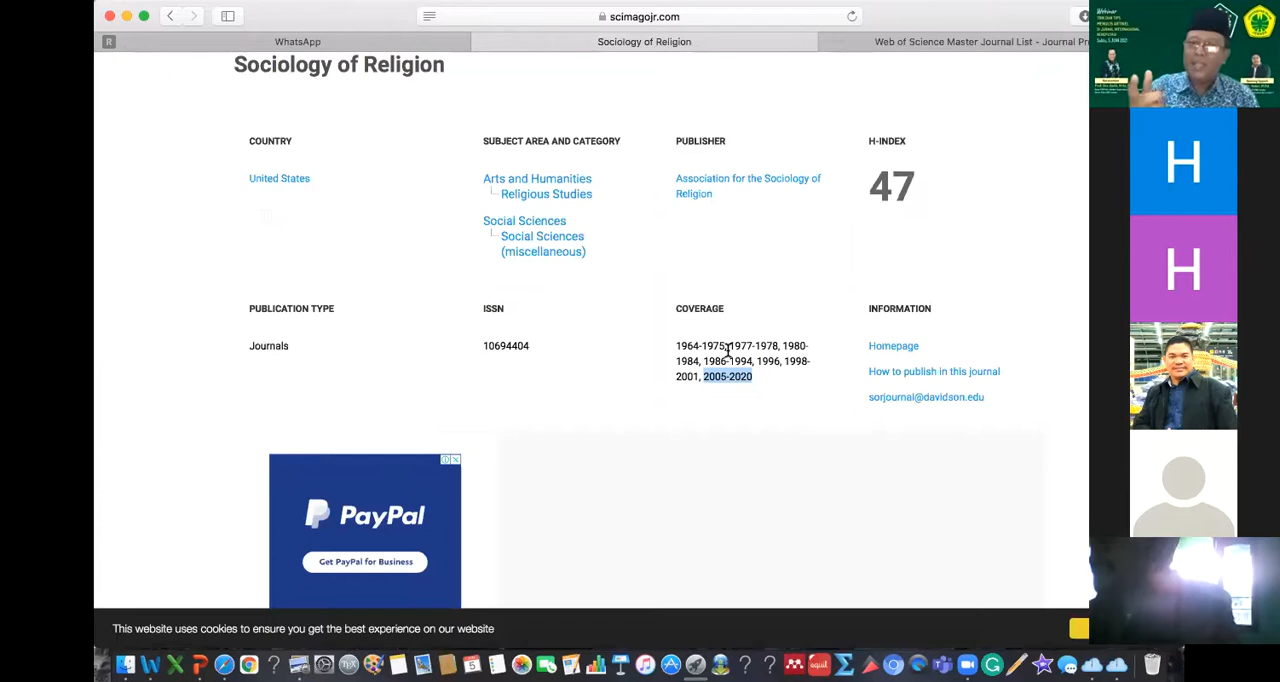 scimagojr.com
WhatsApp
Sociology of Religion
Web of Science Master Journal List - Journal Pr
Sociology of Religion
COUNTRY
SUBJECT AREA AND CATEGORY
PUBLISHER
H-INDEX
United States
Arts and Humanities
Religious Studies
Social Sciences
Social Sciences
(miscellaneous)
Association for the Sociology of
Religion
47
PUBLICATION TYPE
ISSN
COVERAGE
INFORMATION
Journals
10694404
1964-1975, 1977-1978, 1980-
1984, 1986-1994, 1996, 1998-
2001, 2005-2020
Homepage
How to publish in this journal
sorjournal@davidson.edu
PayPal
Get PayPal for Business
This website uses cookies to ensure you get the best experience on our website
Webinar
H
H